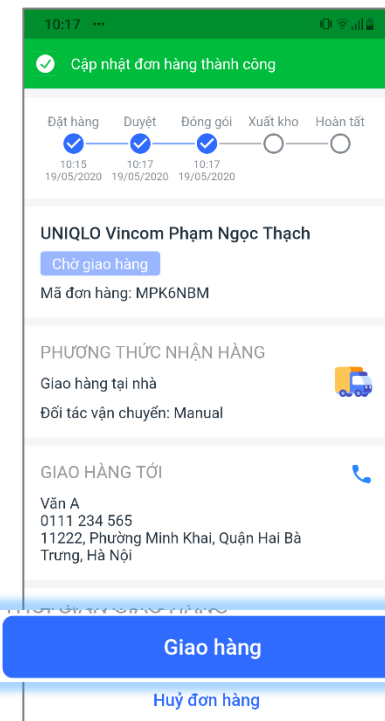 10:17 ...
Cập nhật đơn hàng thành công
Đặt hàng Duyệt Đóng gói Xuất kho Hoàn tất
10:15 10:17 10:17
19/05/2020 19/05/2020 19/05/2020
UNIQLO Vincom Phạm Ngọc Thạch
Chờ giao hàng
Mã đơn hàng: MPK6NBM
PHƯƠNG THỨC NHẬN HÀNG
Giao hàng tại nhà
Đối tác vận chuyển: Manual
GIAO HÀNG TỚI
Văn A
0111 234 565
11222, Phường Minh Khai, Quận Hai Bà
Trưng, Hà Nội
Giao hàng
Huỷ đơn hàng